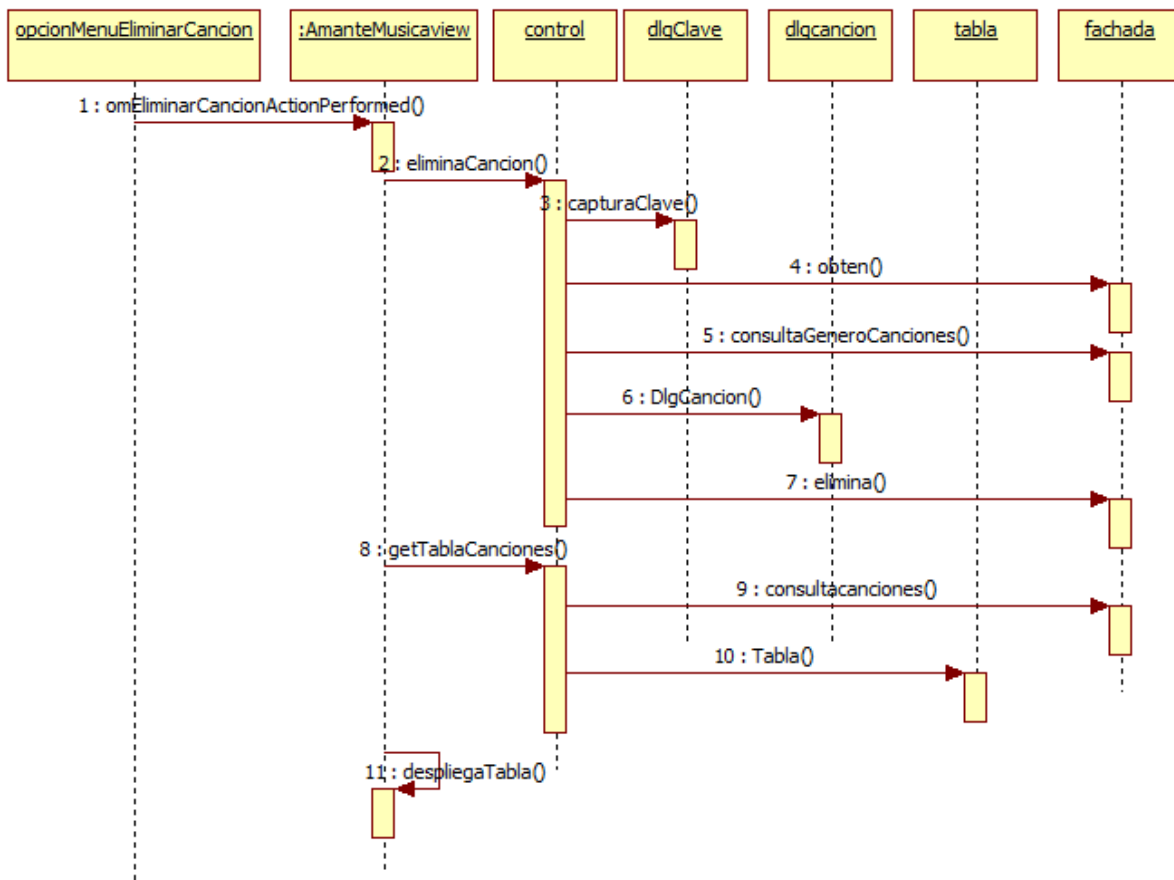 opcionMenuEliminarCancion
:AmanteMusicaview
control
dlgClave
dlgcancion
tabla
fachada
1 : omEliminarCancionActionPerformed()
2 : eliminaCancion()
3 : capturaClave()
4 : obten()
5 : consultaGeneroCanciones()
6 : DlgCancion()
7 : elimina()
8 : getTablaCanciones()
9 : consultacanciones()
10 : Tabla()
11 : despliegaTabla()